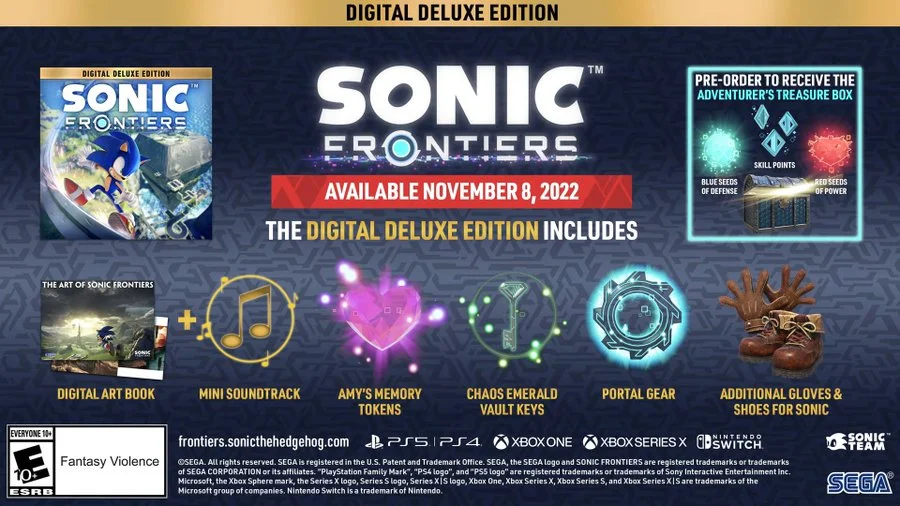 DIGITAL DELUXE EDITION
DIGITAL DELUXE EDITION
SONIC
FRONTIERS
SONIC™
FRONTIERS
AVAILABLE NOVEMBER 8, 2022
THE DIGITAL DELUXE EDITION INCLUDES
PRE-ORDER TO RECEIVE THE
ADVENTURER'S TREASURE BOX
SKILL POINTS
BLUE SEEDS
OF DEFENSE
RED SEEDS
OF POWER
THE ART OF SONIC FRONTIERS
SONIC
+
DIGITAL ART BOOK
MINI SOUNDTRACK
AMY'S MEMORY
TOKENS
CHAOS EMERALD
VAULT KEYS
PORTAL GEAR
ADDITIONAL GLOVES &
SHOES FOR SONIC
EVERYONE 10+
E
10+
ESRB
Fantasy Violence
frontiers.sonicthehedgehog.com
PS5 | PS4
XBOX ONE
XBOX SERIES X
NINTENDO
SWITCH
SONIC
TEAM™
©SEGA. All rights reserved. SEGA is registered in the U.S. Patent and Trademark Office. SEGA, the SEGA logo and SONIC FRONTIERS are registered trademarks or trademarks
of SEGA CORPORATION or its affiliates. "PlayStation Family Mark", "PS4 logo", and "PS5 logo" are registered trademarks or trademarks of Sony Interactive Entertainment Inc.
Microsoft, the Xbox Sphere mark, the Series X logo, Series S logo, Series X|S logo, Xbox One, Xbox Series X, Xbox Series S, and Xbox Series X|S are trademarks of the
Microsoft group of companies. Nintendo Switch is a trademark of Nintendo.
SEGA